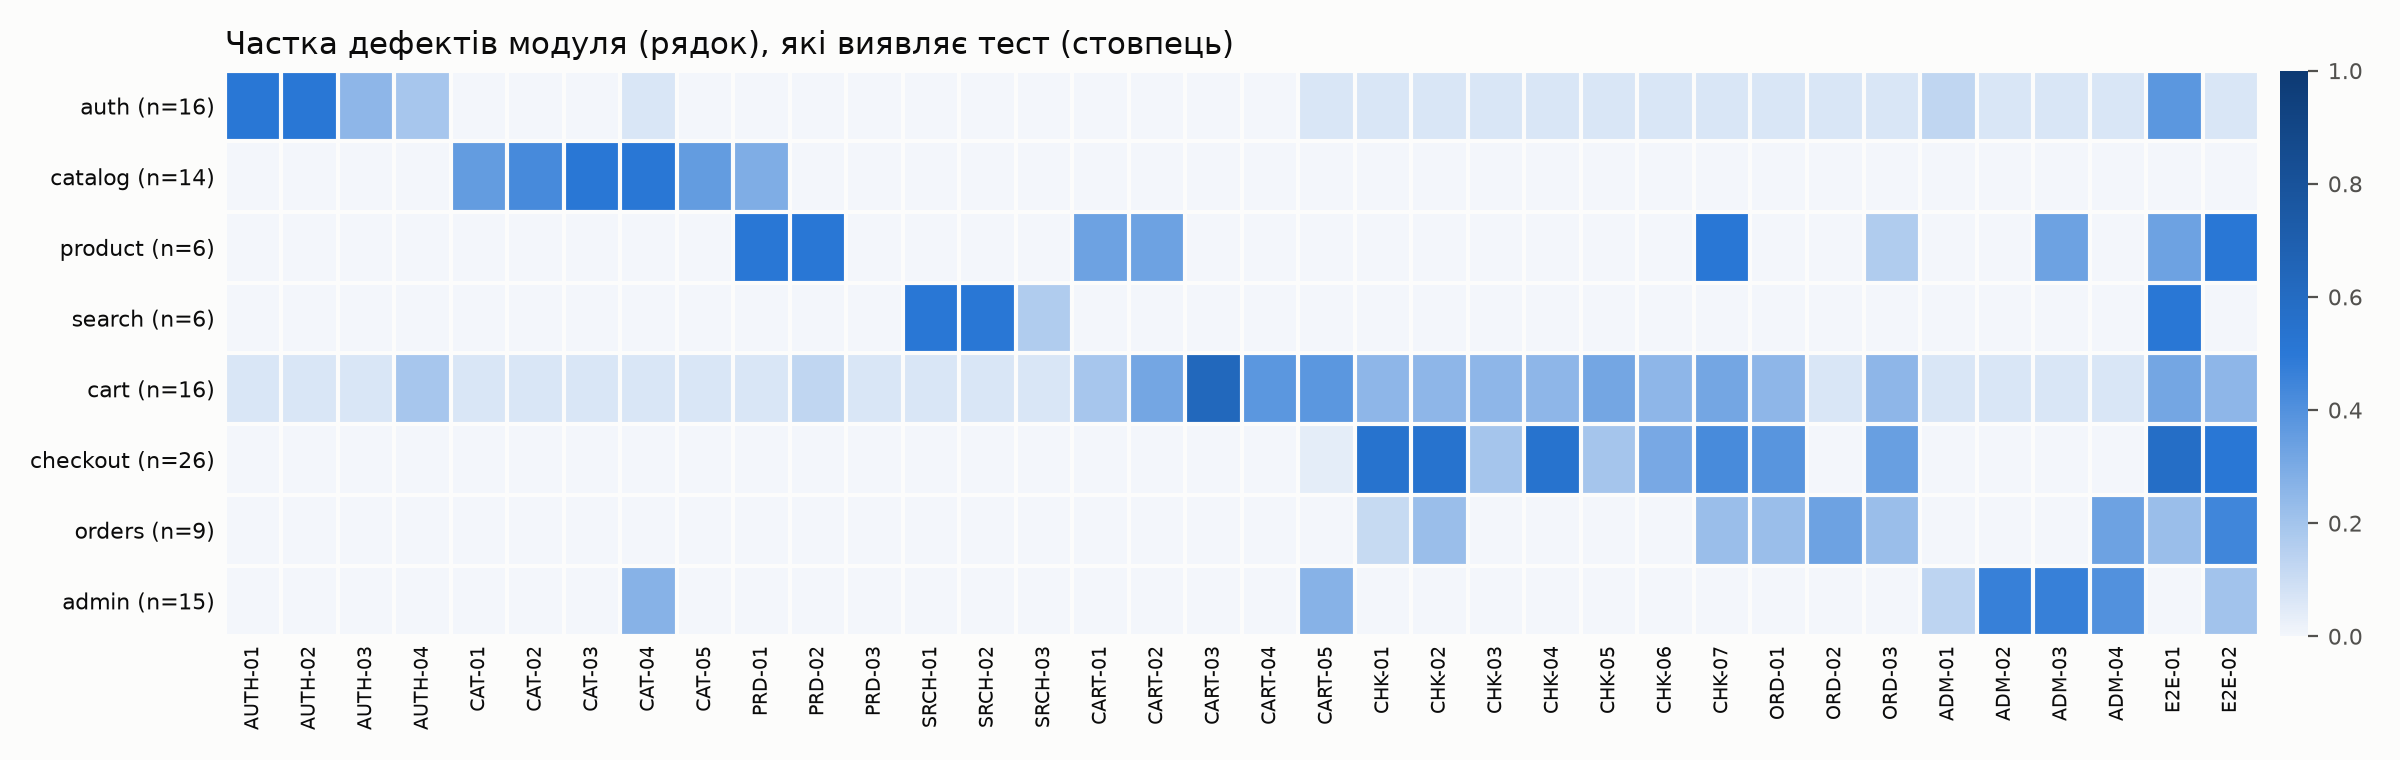 Частка дефектів модуля (рядок), які виявляє тест (стовпець)
auth (n=16)
catalog (n=14)
product (n=6)
search (n=6)
cart (n=16)
checkout (n=26)
orders (n=9)
admin (n=15)
AUTH-01
AUTH-02
AUTH-03
AUTH-04
CAT-01
CAT-02
CAT-03
CAT-04
CAT-05
PRD-01
PRD-02
PRD-03
SRCH-01
SRCH-02
SRCH-03
CART-01
CART-02
CART-03
CART-04
CART-05
CHK-01
CHK-02
CHK-03
CHK-04
CHK-05
CHK-06
CHK-07
ORD-01
ORD-02
ORD-03
ADM-01
ADM-02
ADM-03
ADM-04
E2E-01
E2E-02
1.0
0.8
0.6
0.4
0.2
0.0